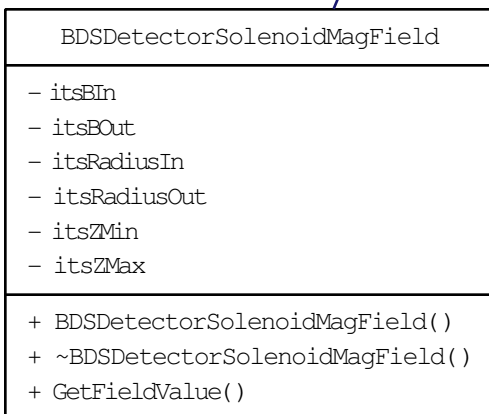 BDSDetectorSolenoidMagField
- itsBIn
- itsBOut
- itsRadiusIn
- itsRadiusOut
- itsZMin
- itsZMax
+ BDSDetectorSolenoidMagField()
+ ~BDSDetectorSolenoidMagField()
+ GetFieldValue()